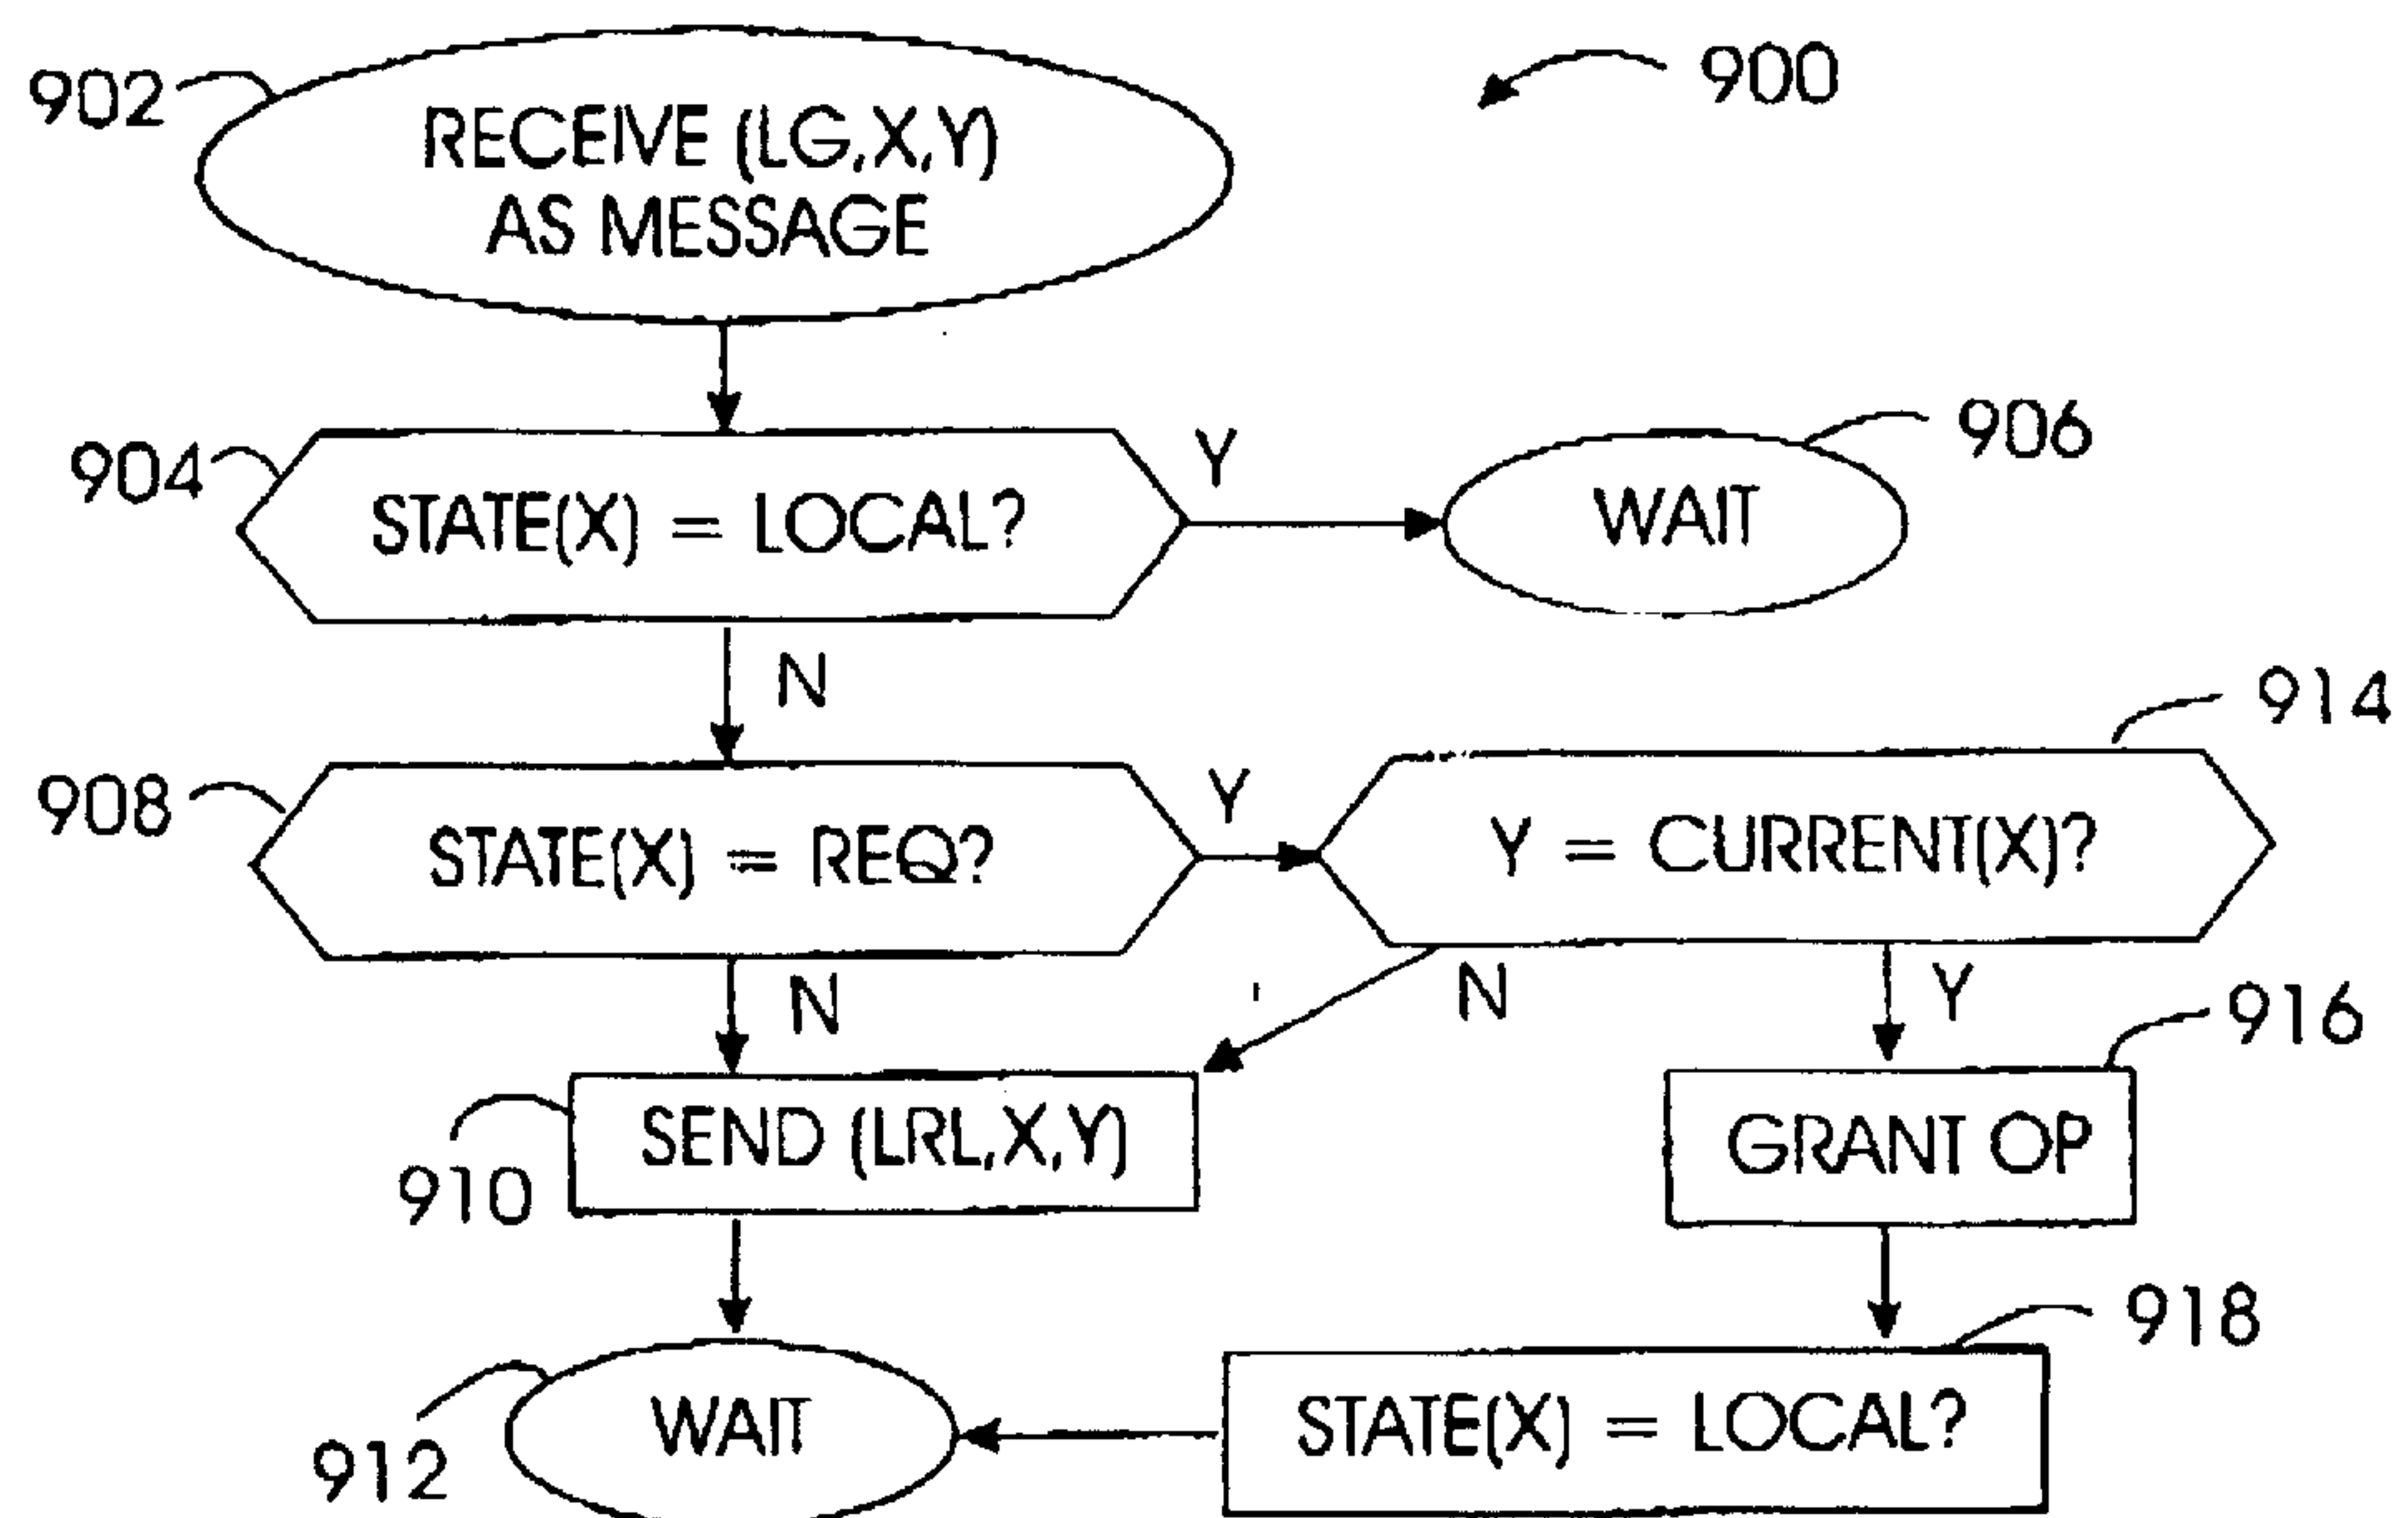 900
902
RECEIVE (LG,X,Y)
AS MESSAGE
904
STATE(X) = LOCAL?
Y
906
WAIT
N
908
STATE(X) = REQ?
Y
914
Y = CURRENT(X)?
N
N
Y
916
910
SEND (LRL,X,Y)
GRANT OP
918
912
WAIT
STATE(X) = LOCAL?